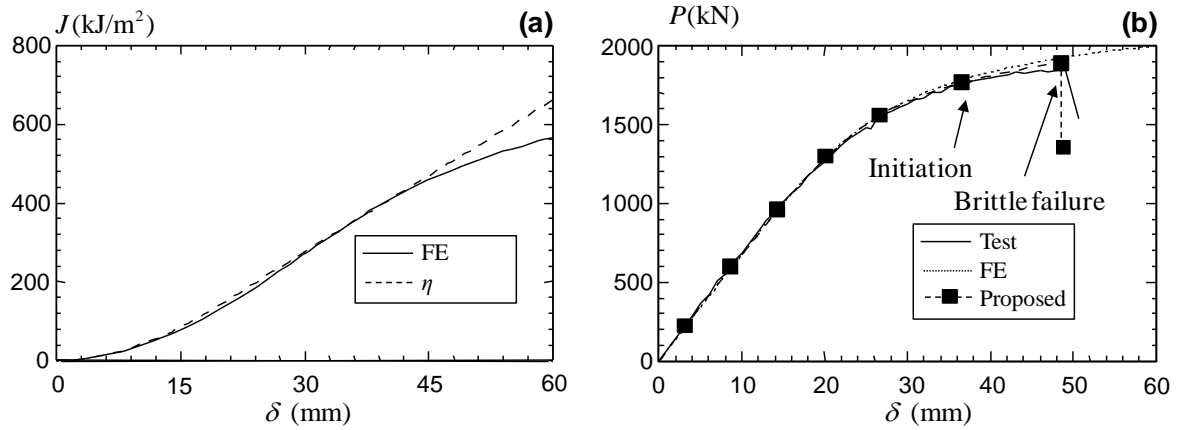 J (kJ/m²)
(a)
800
600
400
200
0
0 15 30 45 60
δ (mm)
FE
η
P(kN)
(b)
2000
1500
1000
500
0
0 10 20 30 40 50 60
δ (mm)
Initiation
Brittle failure
Test
FE
Proposed